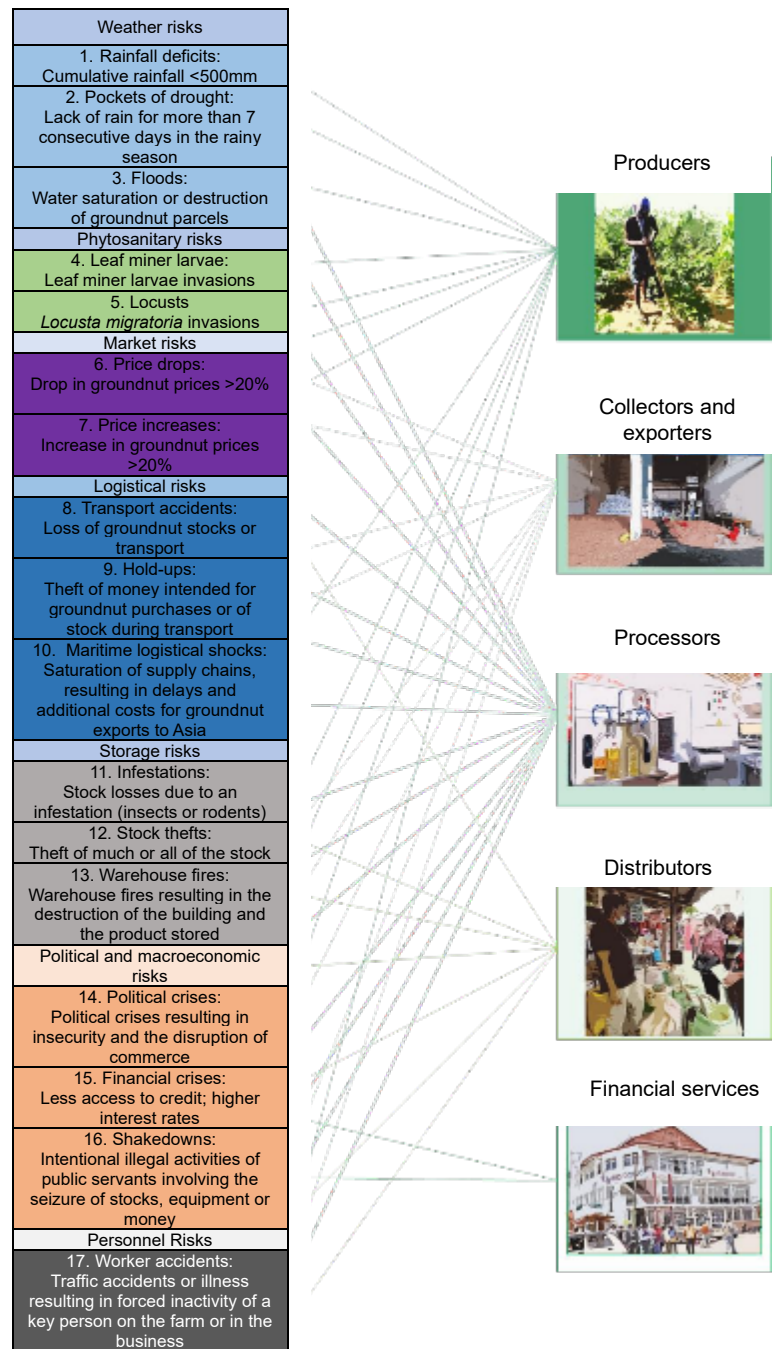 Weather risks
1. Rainfall deficits:
Cumulative rainfall <500mm
2. Pockets of drought:
Lack of rain for more than 7
consecutive days in the rainy
season
3. Floods:
Water saturation or destruction
of groundnut parcels
Phytosanitary risks
4. Leaf miner larvae:
Leaf miner larvae invasions
5. Locusts
Locusta migratoria invasions
Market risks
6. Price drops:
Drop in groundnut prices >20%
7. Price increases:
Increase in groundnut prices
>20%
Logistical risks
8. Transport accidents:
Loss of groundnut stocks or
transport
9. Hold-ups:
Theft of money intended for
groundnut purchases or of
stock during transport
10. Maritime logistical shocks:
Saturation of supply chains,
resulting in delays and
additional costs for groundnut
exports to Asia
Storage risks
11. Infestations:
Stock losses due to an
infestation (insects or rodents)
12. Stock thefts:
Theft of much or all of the stock
13. Warehouse fires:
Warehouse fires resulting in the
destruction of the building and
the product stored
Political and macroeconomic
risks
14. Political crises:
Political crises resulting in
insecurity and the disruption of
commerce
15. Financial crises:
Less access to credit; higher
interest rates
16. Shakedowns:
Intentional illegal activities of
public servants involving the
seizure of stocks, equipment or
money
Personnel Risks
17. Worker accidents:
Traffic accidents or illness
resulting in forced inactivity of a
key person on the farm or in the
business
Producers
Collectors and
exporters
Processors
Distributors
Financial services